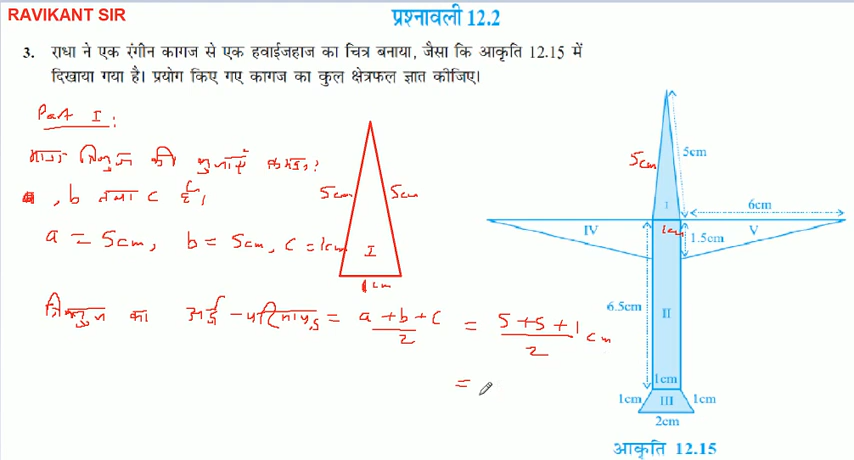 RAVIKANT SIR
प्रश्नावली 12.2
3. राधा ने एक रंगीन कागज से एक हवाईजहाज का चित्र बनाया, जैसा कि आकृति 12.15 में
दिखाया गया है। प्रयोग किए गए कागज का कुल क्षेत्रफल ज्ञात कीजिए।
Part I :
माना त्रिभुज की भुजाएँ क्रमशः
a, b तथा c हैं।
a = 5cm, b = 5cm, c = 1cm
त्रिभुज का अर्द्ध-परिमाप, s = a+b+c/2 = 5+5+1/2 cm
=
5cm
5cm
I
1cm
5cm
5cm
I
6cm
IV
1cm
V
1.5cm
6.5cm
II
1cm
1cm
III
1cm
2cm
आकृति 12.15